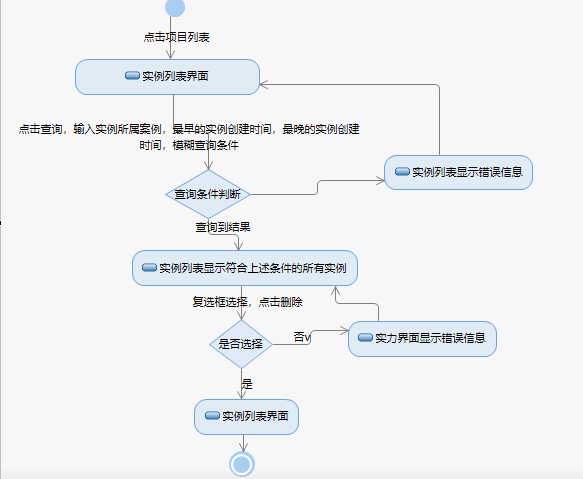 点击项目列表
实例列表界面
点击查询，输入实例所属案例，最早的实例创建时间，最晚的实例创建
时间，模糊查询条件
实例列表显示错误信息
查询条件判断
查询到结果
实例列表显示符合上述条件的所有实例
复选框选择，点击删除
否v
实力界面显示错误信息
是否选择
是
实例列表界面